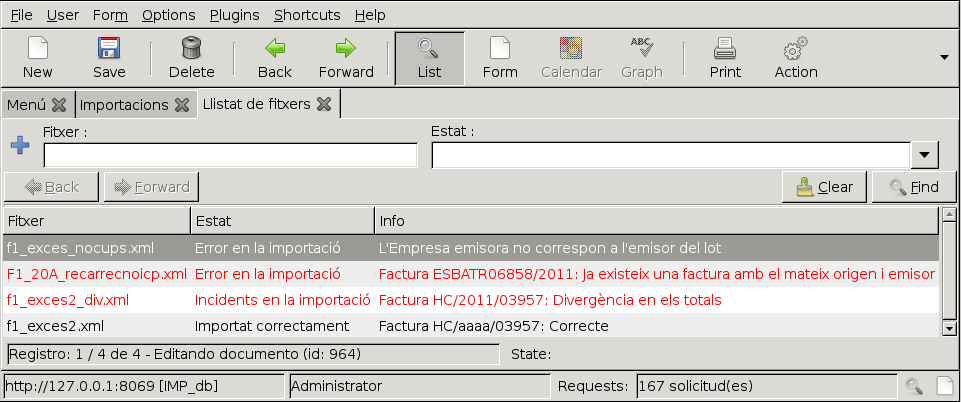 File User Form Options Plugins Shortcuts Help
New Save Delete Back Forward List Form Calendar Graph Print Action
Menú Importacions Llistat de fitxers
Fitxer : Estat :
Back Forward Clear Find
Fitxer Estat Info
f1_exces_nocups.xml Error en la importació L'Empresa emisora no correspon a l'emisor del lot
F1_20A_recarrecnoicp.xml Error en la importació Factura ESBATR06858/2011: Ja existeix una factura amb el mateix origen i emisor
f1_exces2_div.xml Incidents en la importació Factura HC/2011/03957: Divergència en els totals
f1_exces2.xml Importat correctament Factura HC/aaaa/03957: Correcte
Registro: 1 / 4 de 4 - Editando documento (id: 964) State:
http://127.0.0.1:8069 [IMP_db] Administrator Requests: 167 solicitud(es)